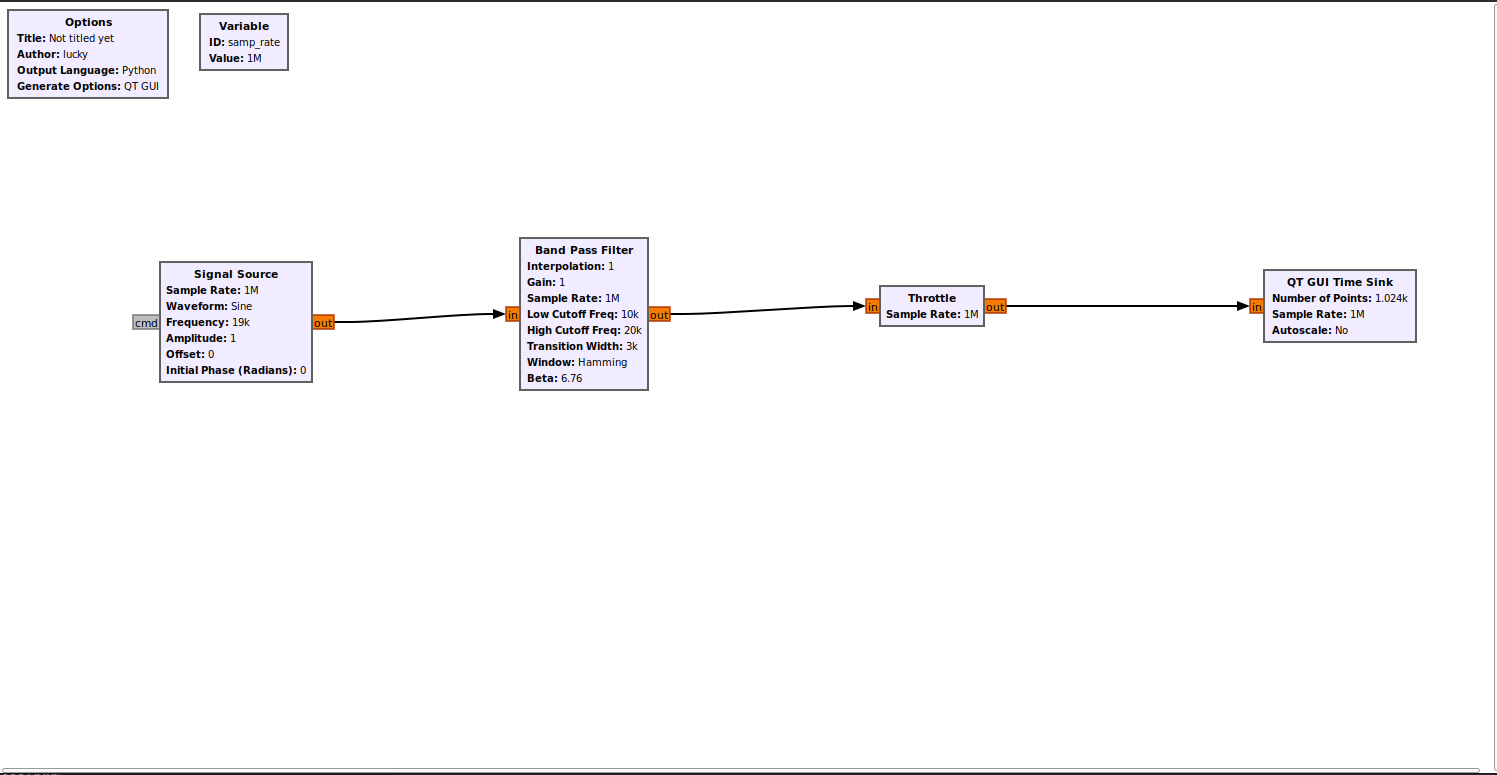 Options
Title: Not titled yet
Author: lucky
Output Language: Python
Generate Options: QT GUI
Variable
ID: samp_rate
Value: 1M
Signal Source
Sample Rate: 1M
Waveform: Sine
Frequency: 19k
Amplitude: 1
Offset: 0
Initial Phase (Radians): 0
cmd
out
Band Pass Filter
Interpolation: 1
Gain: 1
Sample Rate: 1M
Low Cutoff Freq: 10k
High Cutoff Freq: 20k
Transition Width: 3k
Window: Hamming
Beta: 6.76
in
out
Throttle
Sample Rate: 1M
in
out
QT GUI Time Sink
Number of Points: 1.024k
Sample Rate: 1M
Autoscale: No
in